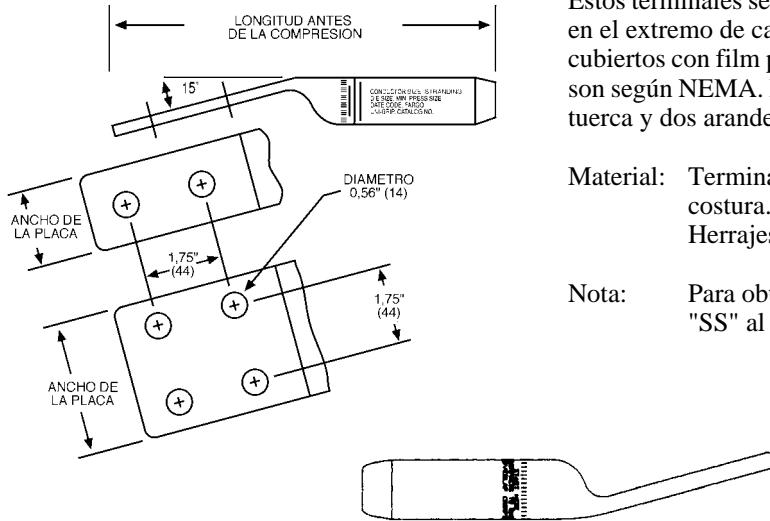 LONGITUD ANTES
DE LA COMPRESION
15°
CONDUCTOR SIZE STRANDING
DIE SIZE MIN. PRESS SIZE
DATE CODE, FARGO
UNI-GRIP, CATALOG NO.
DIAMETRO
0,56" (14)
ANCHO DE
LA PLACA
1,75"
(44)
1,75"
(44)
ANCHO DE
LA PLACA
Estos terminales se
en el extremo de ca
cubiertos con film p
son según NEMA.
tuerca y dos arande
Material: Termina
costura.
Herrajes
Nota: Para obt
"SS" al